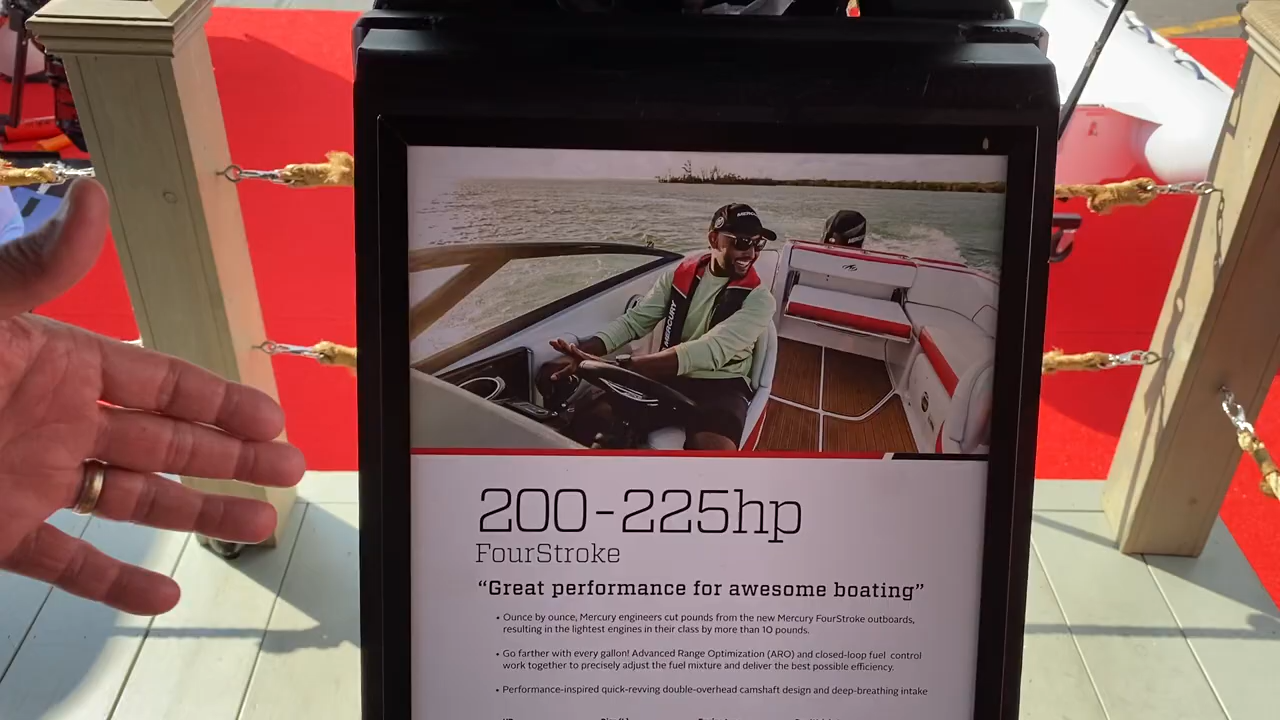 MERCURY
MERCURY
200-225hp
FourStroke
“Great performance for awesome boating”
• Ounce by ounce, Mercury engineers cut pounds from the new Mercury FourStroke outboards,
resulting in the lightest engines in their class by more than 10 pounds.
• Go farther with every gallon! Advanced Range Optimization (ARO) and closed-loop fuel control
work together to precisely adjust the fuel mixture and deliver the best possible efficiency.
• Performance-inspired quick-revving double-overhead camshaft design and deep-breathing intake